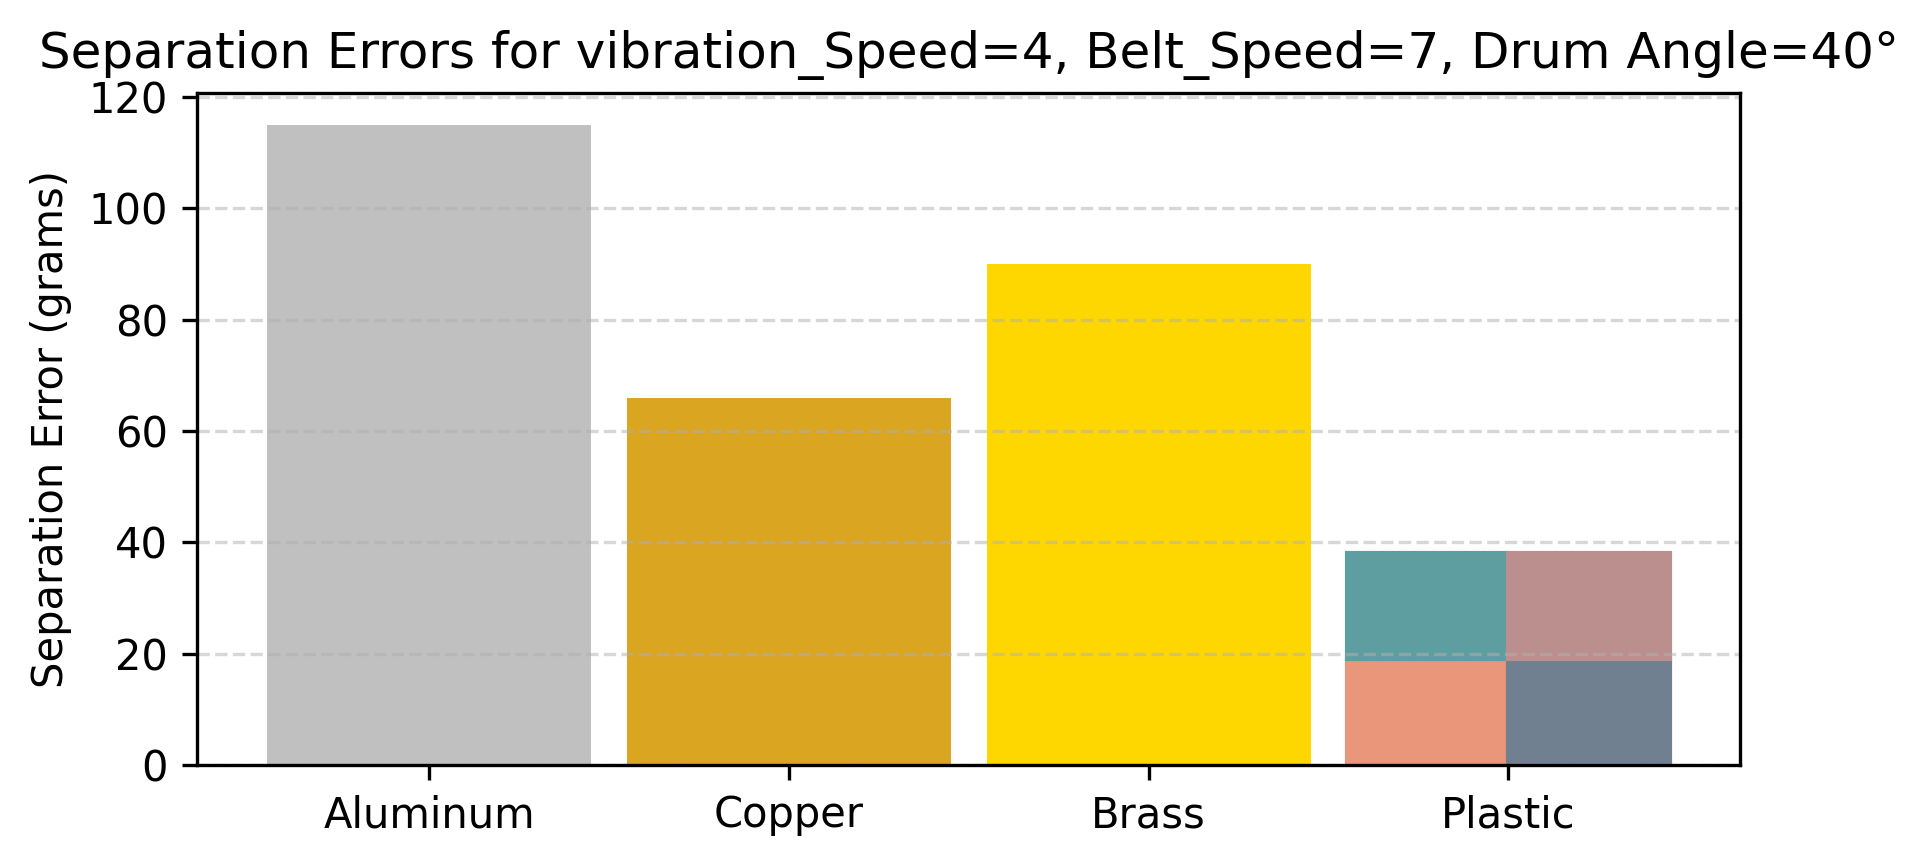 Separation Errors for vibration_Speed=4, Belt_Speed=7, Drum Angle=40°
Separation Error (grams)
120
100
80
60
40
20
0
Aluminum Copper Brass Plastic